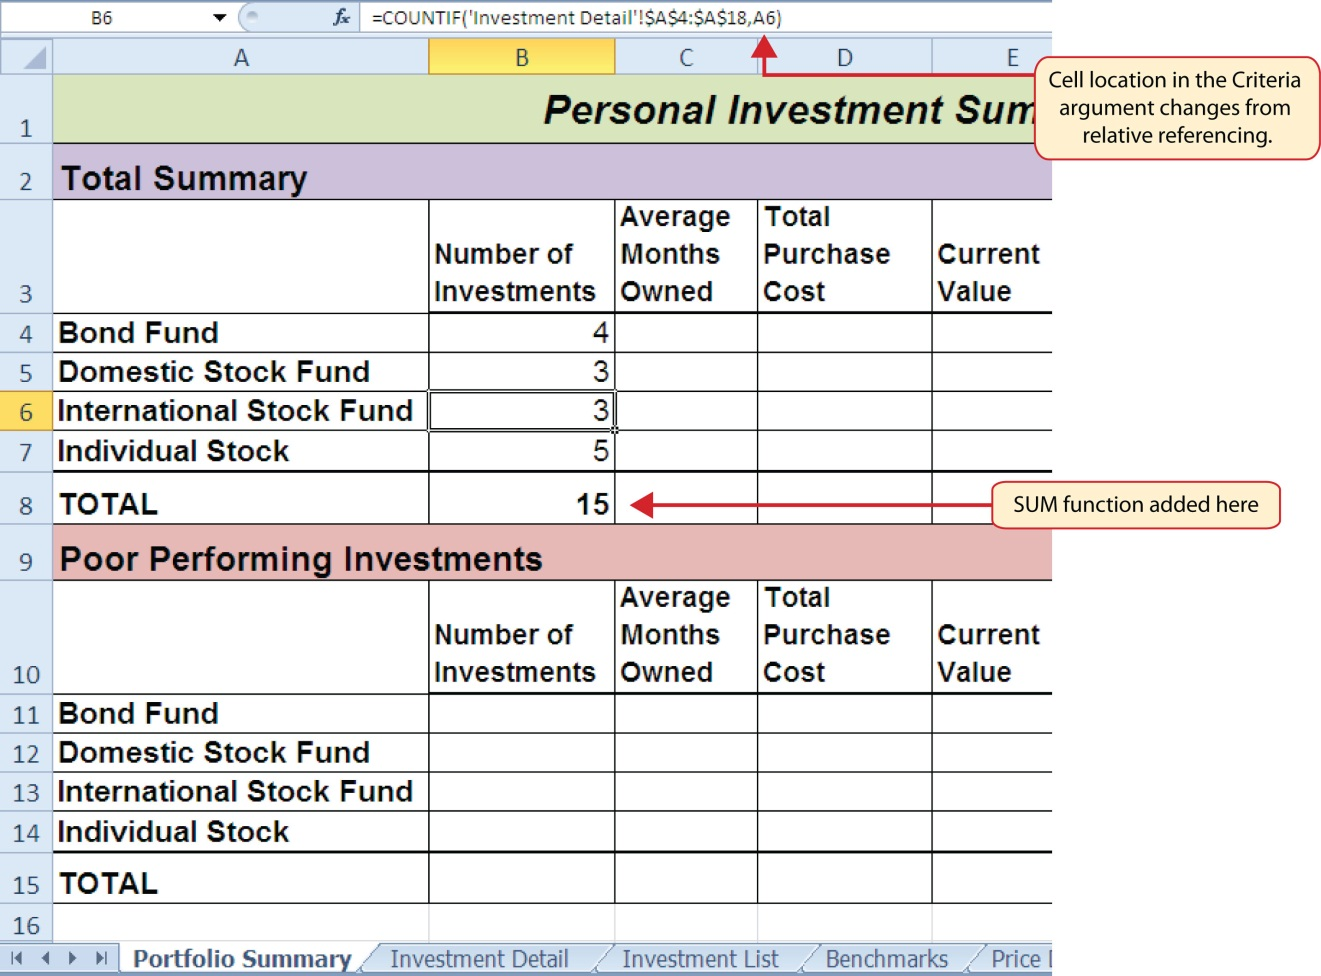 B6
fx
=COUNTIF('Investment Detail'!$A$4:$A$18,A6)
A B C D E
Cell location in the Criteria
argument changes from
relative referencing.
1 Personal Investment Sum
2 Total Summary
Average Total
Number of Months Purchase Current
3 Investments Owned Cost Value
4 Bond Fund 4
5 Domestic Stock Fund 3
6 International Stock Fund 3
7 Individual Stock 5
8 TOTAL 15
SUM function added here
9 Poor Performing Investments
Average Total
Number of Months Purchase Current
10 Investments Owned Cost Value
11 Bond Fund
12 Domestic Stock Fund
13 International Stock Fund
14 Individual Stock
15 TOTAL
16
Portfolio Summary Investment Detail Investment List Benchmarks Price